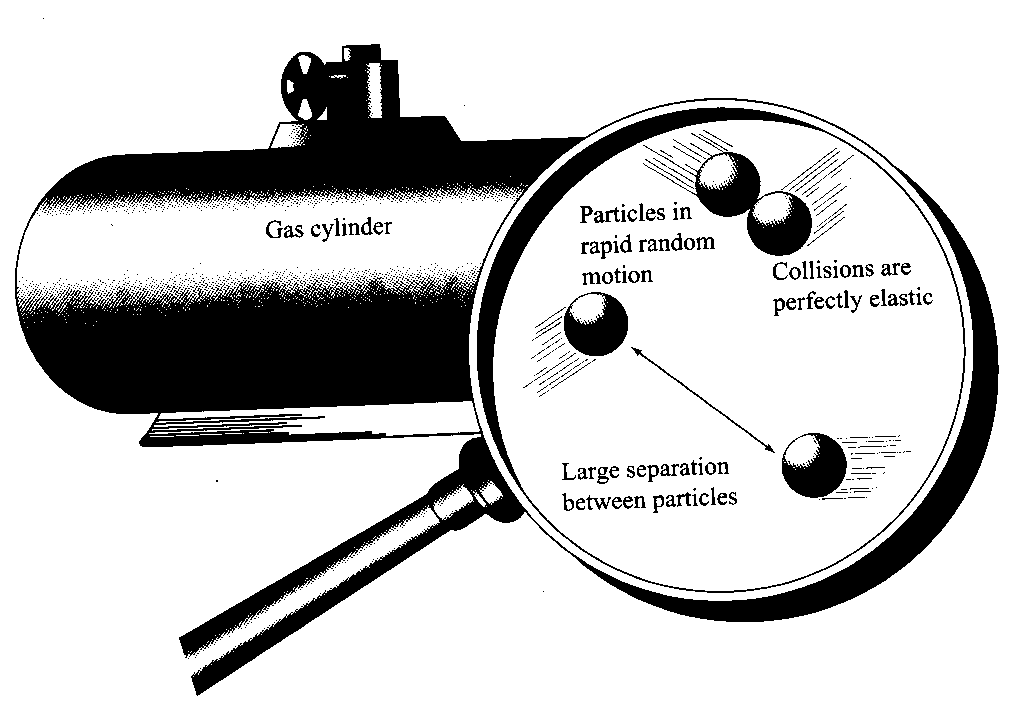 Gas cylinder
Particles in
rapid random
motion
Collisions are
perfectly elastic
Large separation
between particles